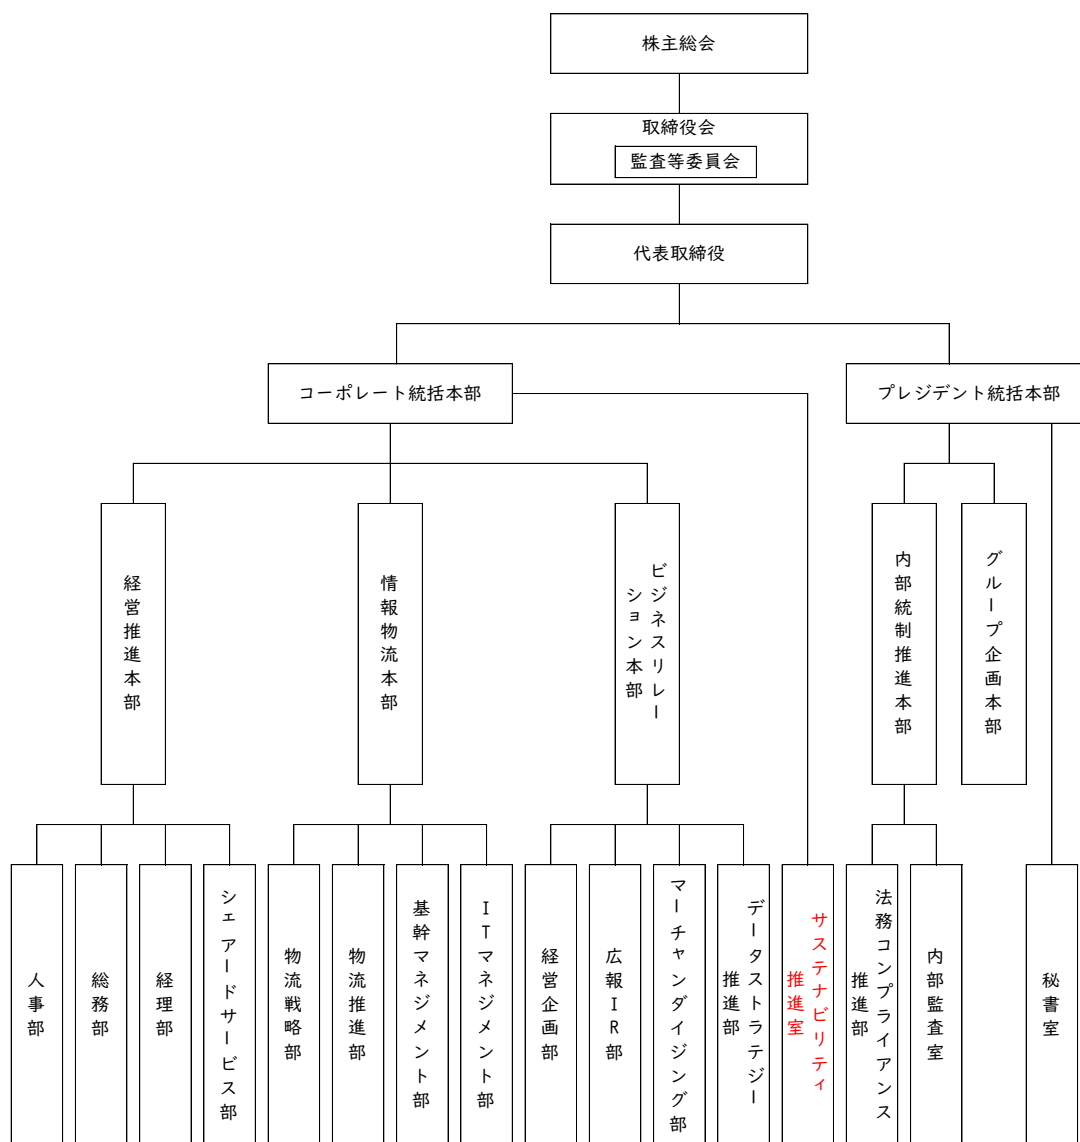 株主総会
取締役会
監査等委員会
代表取締役
コーポレート統括本部
プレジデント統括本部
経営推進本部
情報物流本部
ビジネスリレー
ション本部
内部統制推進本部
グループ企画本部
人事部
総務部
経理部
シェアードサービス部
物流戦略部
物流推進部
基幹マネジメント部
ITマネジメント部
経営企画部
広報IR部
マーチャンダイジング部
データストラテジー
推進部
サステナビリティ
推進室
法務コンプライアンス
推進部
内部監査室
秘書室